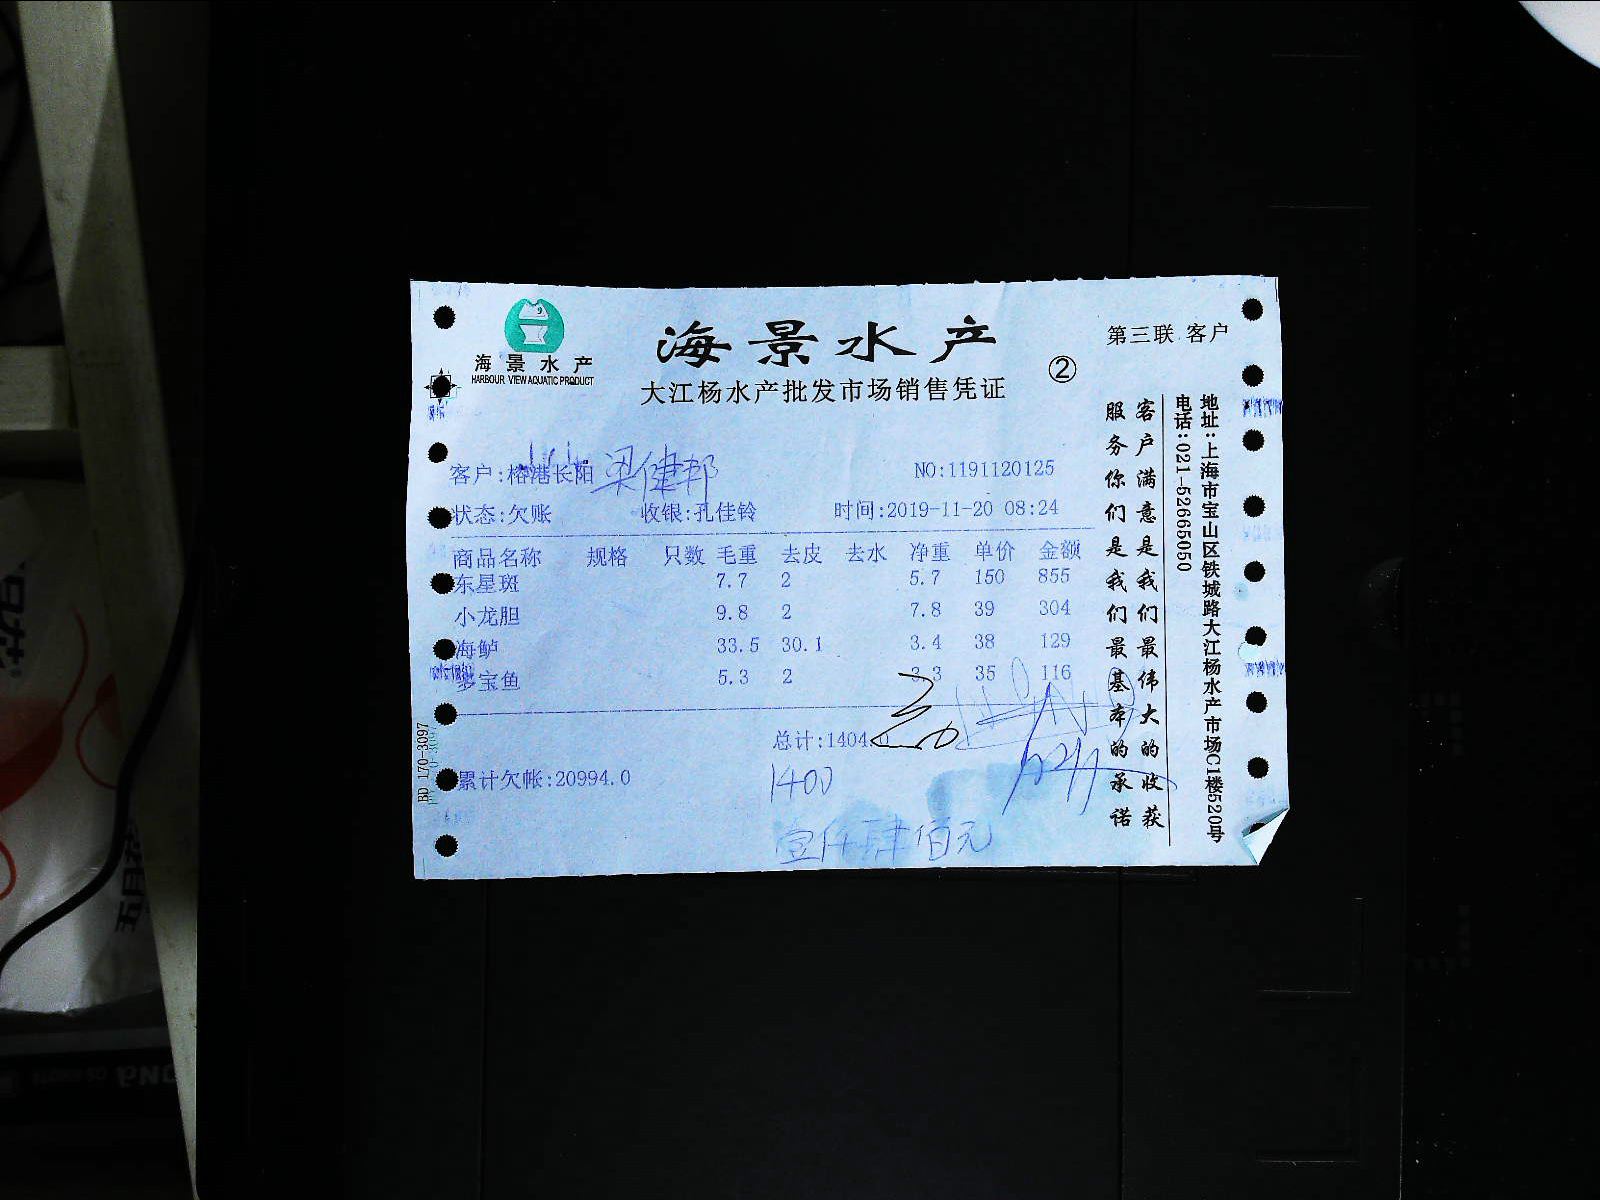 海景水产
HARBOUR VIEW AQUATIC PRODUCT
海景水产
大江杨水产批发市场销售凭证
②
第三联 客户
客户:榕港长阳 梁健邦
NO:1191120125
状态:欠账 收银:孔佳铃 时间:2019-11-20 08:24
商品名称 规格 只数 毛重 去皮 去水 净重 单价 金额
东星斑 7.7 2 5.7 150 855
小龙胆 9.8 2 7.8 39 304
海鲈 33.5 30.1 3.4 38 129
多宝鱼 5.3 2 3.3 35 116
总计:1404.0
累计欠帐:20994.0
1400
壹仟肆佰元
客户满意是我们最伟大的收获
服务你们是我们最基本的承诺
地址:上海市宝山区铁城路大江杨水产市场C1楼520号
电话:021-52665050
BD 170-3097